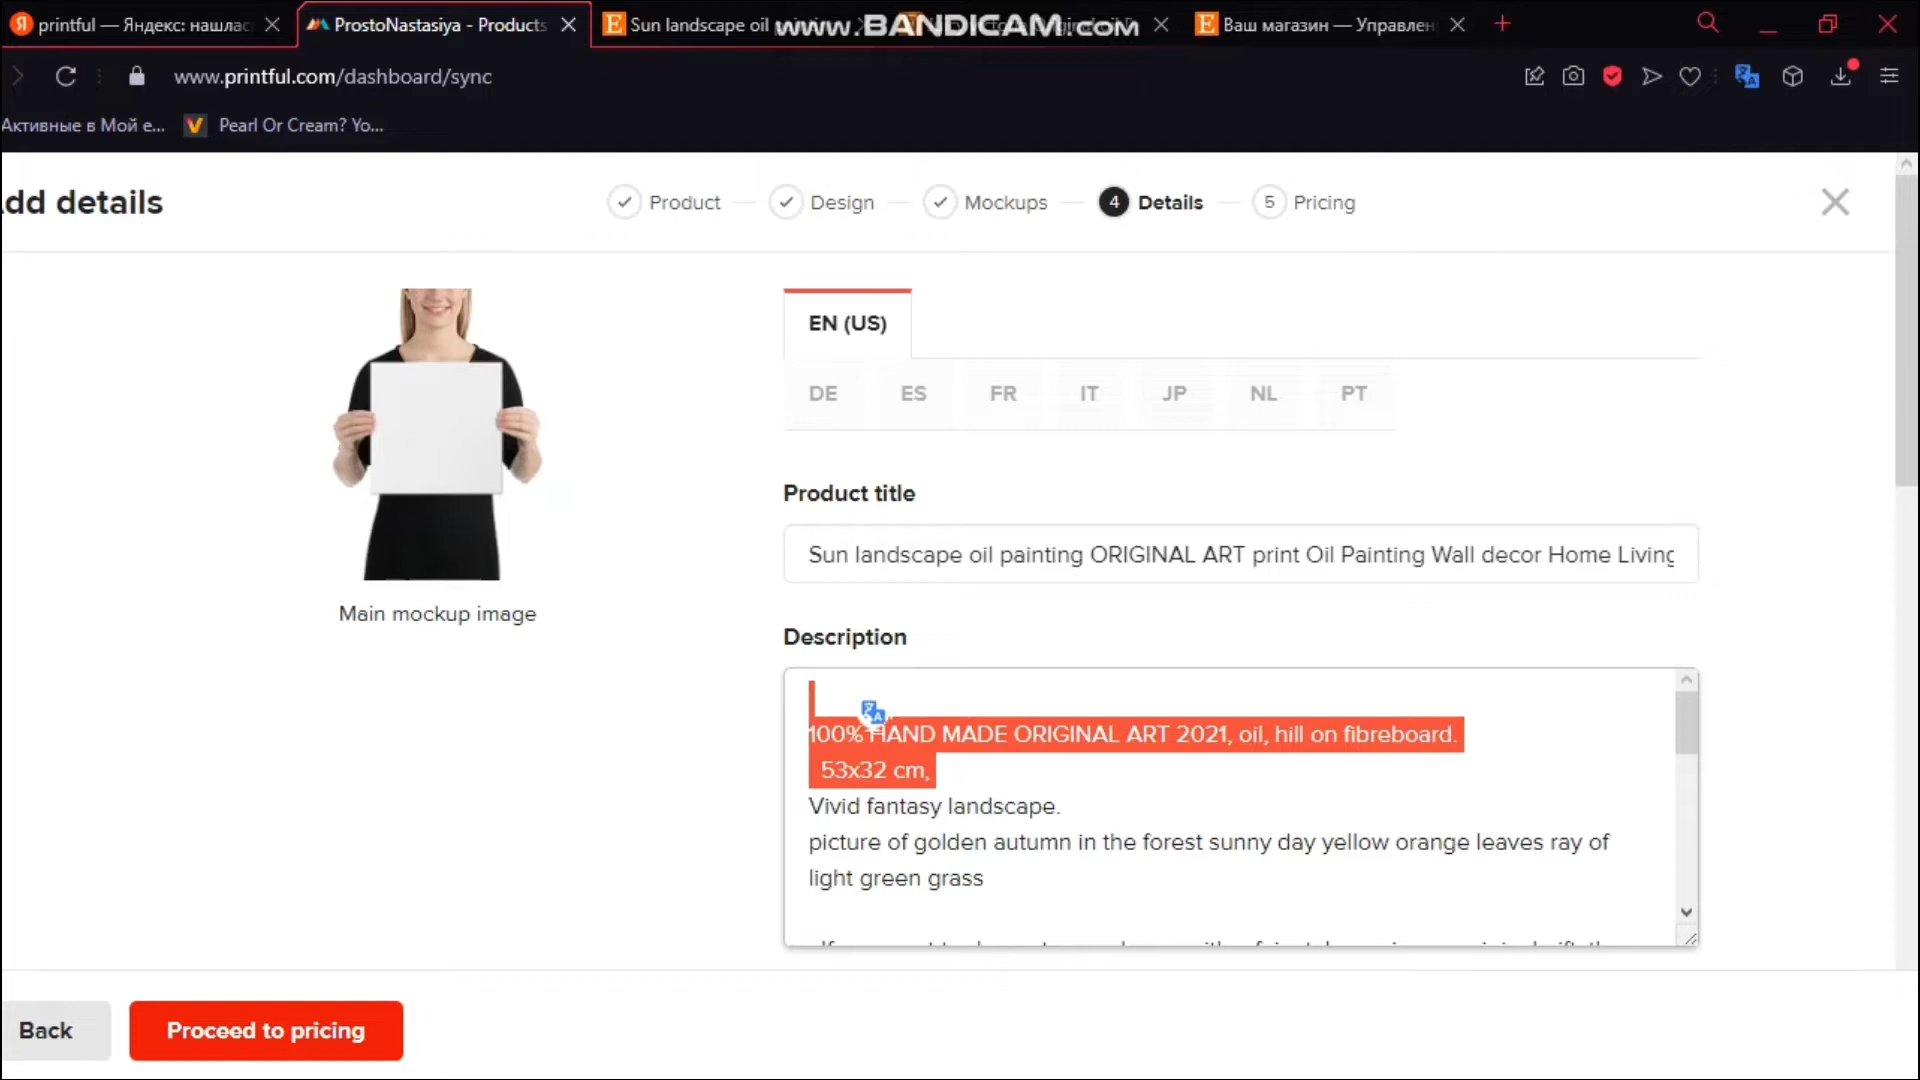 printful — Яндекс: нашлас
ProstoNastasiya - Products
Sun landscape oil
www.BANDICAM.com
Ваш магазин — Управлен
www.printful.com/dashboard/sync
Активные в Мой е...
Pearl Or Cream? Yo...
dd details
Product
Design
Mockups
4 Details
5 Pricing
EN (US)
DE ES FR IT JP NL PT
Main mockup image
Product title
Sun landscape oil painting ORIGINAL ART print Oil Painting Wall decor Home Living
Description
100% HAND MADE ORIGINAL ART 2021, oil, hill on fibreboard.
53x32 cm,
Vivid fantasy landscape.
picture of golden autumn in the forest sunny day yellow orange leaves ray of
light green grass
Back
Proceed to pricing